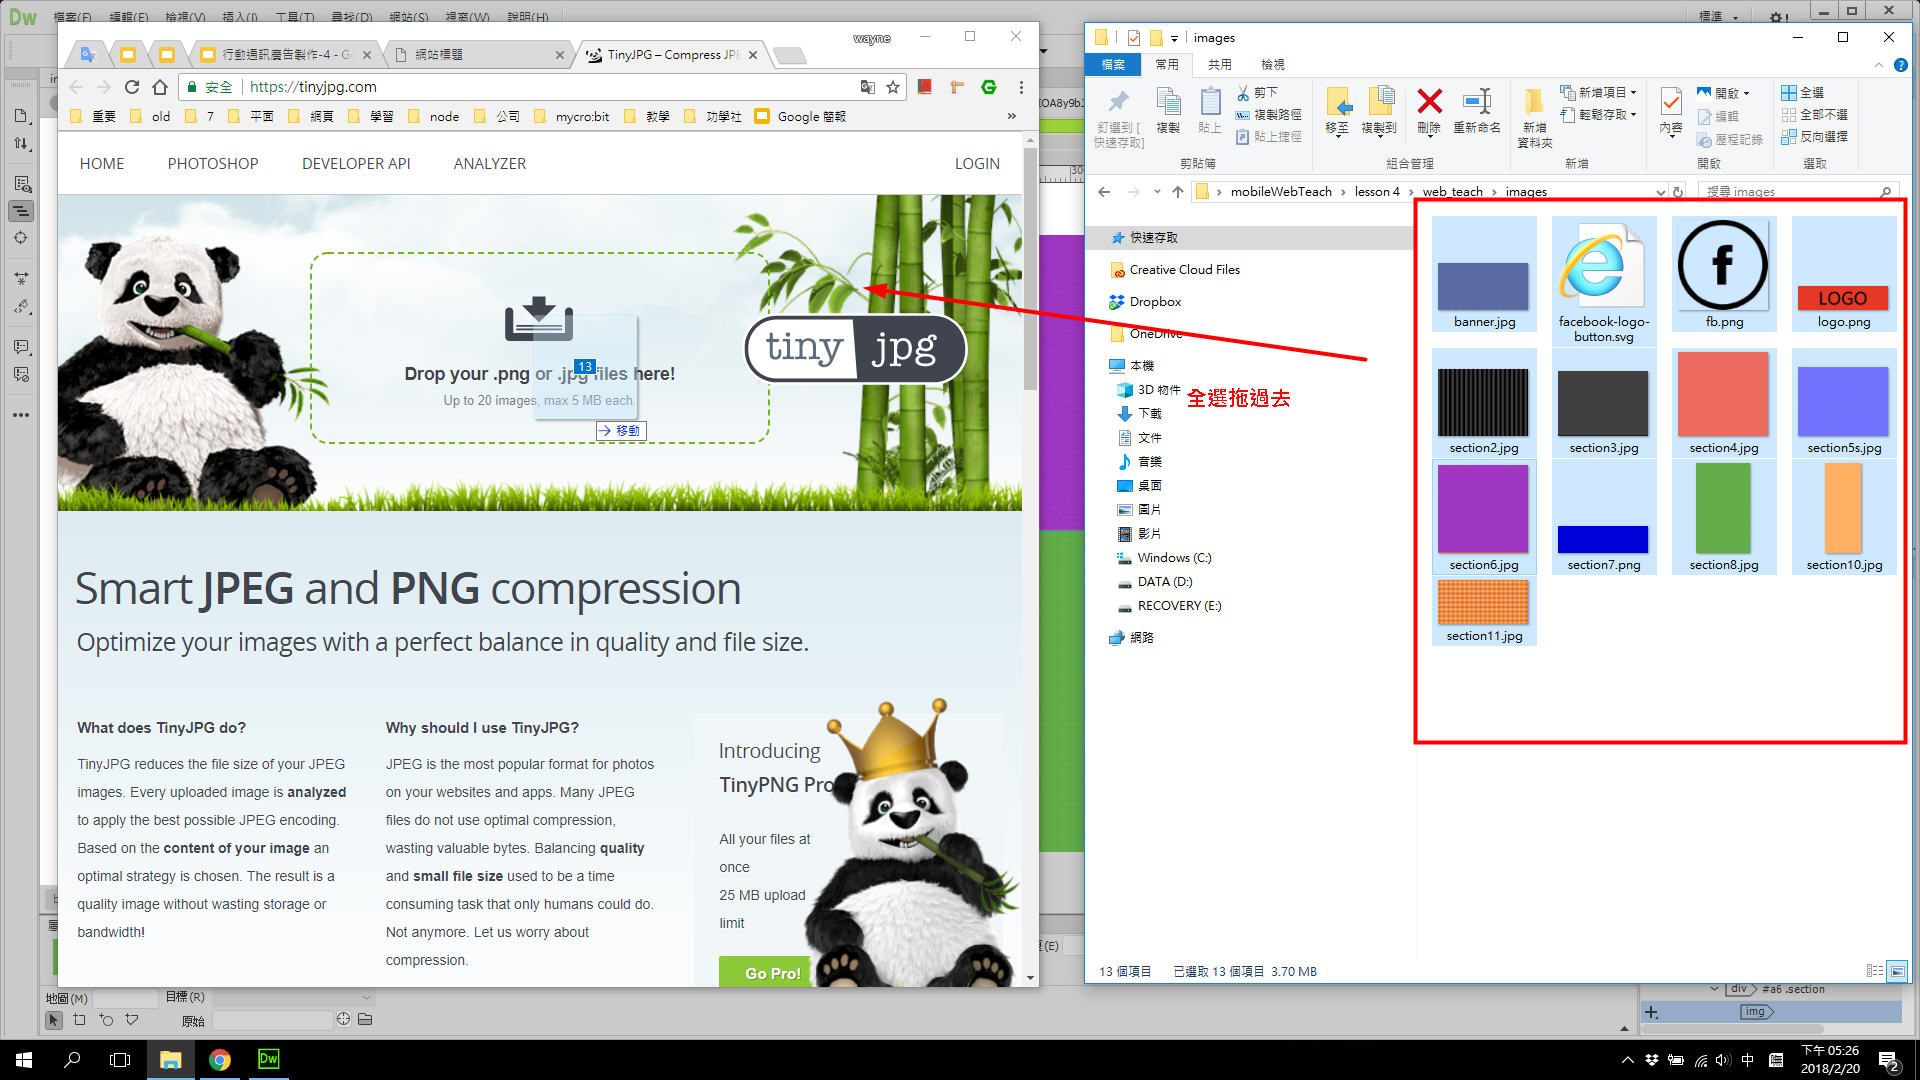 Dw
檔案(F) 編輯(E) 檢視(V) 插入(I) 工具(T) 尋找(D) 網站(S) 視窗(W) 說明(H)
標準
wayne
行動通訊廣告製作-4 - Go
網站標題
TinyJPG – Compress JPE
安全
https://tinyjpg.com
重要
old
7
平面
網頁
學習
node
公司
mycro:bit
教學
功學社
Google 簡報
»
HOME
PHOTOSHOP
DEVELOPER API
ANALYZER
LOGIN
13
Drop your .png or .jpg files here!
Up to 20 images, max 5 MB each.
移動
tiny jpg
Smart JPEG and PNG compression
Optimize your images with a perfect balance in quality and file size.
What does TinyJPG do?
TinyJPG reduces the file size of your JPEG
images. Every uploaded image is analyzed
to apply the best possible JPEG encoding.
Based on the content of your image an
optimal strategy is chosen. The result is a
quality image without wasting storage or
bandwidth!
Why should I use TinyJPG?
JPEG is the most popular format for photos
on your websites and apps. Many JPEG
files do not use optimal compression,
wasting valuable bytes. Balancing quality
and small file size used to be a time
consuming task that only humans could do.
Not anymore. Let us worry about
compression.
Introducing
TinyPNG Pro
All your files at
once
25 MB upload
limit
Go Pro!
地圖(M)
目標(R)
原始
IOA8y9bJ
30
(E)
images
檔案
常用
共用
檢視
釘選到 [
快速存取]
複製
貼上
剪下
複製路徑
貼上捷徑
剪貼簿
移至
複製到
刪除
重新命名
組合管理
新增
資料夾
新增項目
輕鬆存取
新增
內容
開啟
編輯
歷程記錄
開啟
全選
全部不選
反向選擇
選取
mobileWebTeach › lesson 4 › web_teach › images
搜尋 images
快速存取
Creative Cloud Files
Dropbox
OneDrive
本機
3D 物件
下載
文件
音樂
桌面
圖片
影片
Windows (C:)
DATA (D:)
RECOVERY (E:)
網路
全選拖過去
banner.jpg
facebook-logo-
button.svg
fb.png
LOGO
logo.png
section2.jpg
section3.jpg
section4.jpg
section5s.jpg
section6.jpg
section7.png
section8.jpg
section10.jpg
section11.jpg
13 個項目
已選取 13 個項目 3.70 MB
div
#a6 .section
img
Dw
中
下午 05:26
2018/2/20
2